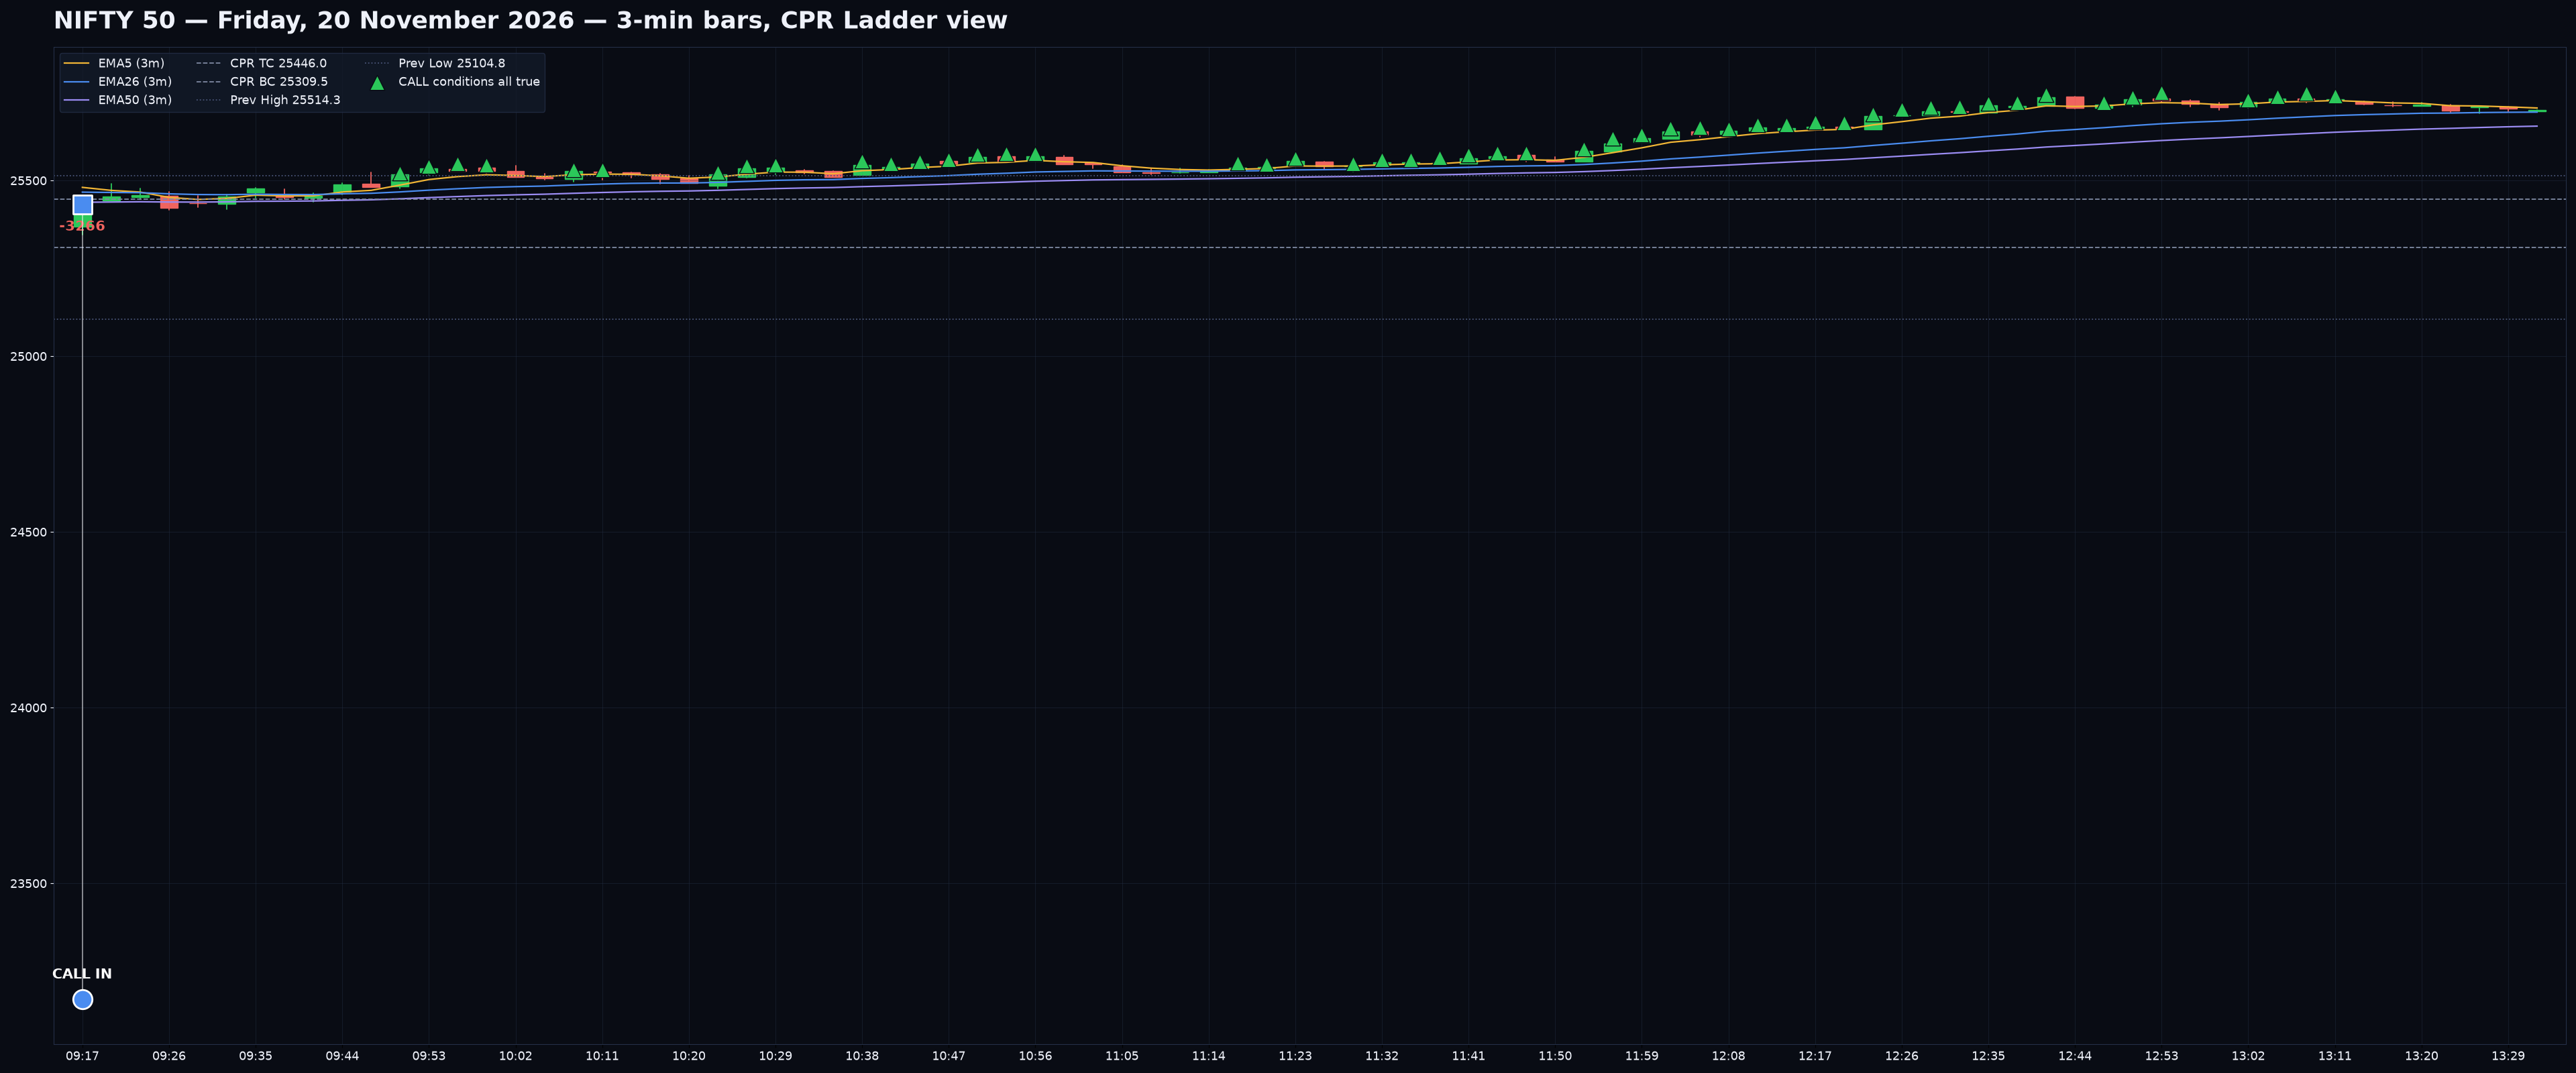 NIFTY 50 — Friday, 20 November 2026 — 3-min bars, CPR Ladder view
EMA5 (3m)
EMA26 (3m)
EMA50 (3m)
CPR TC 25446.0
CPR BC 25309.5
Prev High 25514.3
Prev Low 25104.8
CALL conditions all true
25500
25000
24500
24000
23500
-3266
CALL IN
09:17 09:26 09:35 09:44 09:53 10:02 10:11 10:20 10:29 10:38 10:47 10:56 11:05 11:14 11:23 11:32 11:41 11:50 11:59 12:08 12:17 12:26 12:35 12:44 12:53 13:02 13:11 13:20 13:29